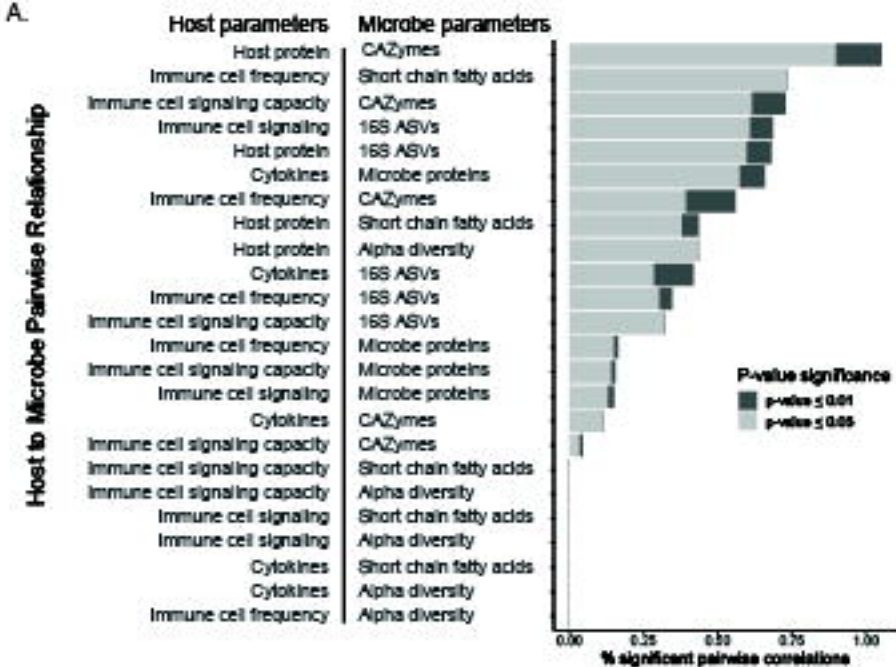 A.
Host parameters Microbe parameters
Host protein CAZymes
Immune cell frequency Short chain fatty acids
Immune cell signaling capacity CAZymes
Immune cell signaling 16S ASVs
Host protein 16S ASVs
Cytokines Microbe proteins
Immune cell frequency CAZymes
Host protein Short chain fatty acids
Host protein Alpha diversity
Cytokines 16S ASVs
Immune cell frequency 16S ASVs
Immune cell signaling capacity 16S ASVs
Immune cell frequency Microbe proteins
Immune cell signaling capacity Microbe proteins
Immune cell signaling Microbe proteins
Cytokines CAZymes
Immune cell signaling capacity CAZymes
Immune cell signaling capacity Short chain fatty acids
Immune cell signaling capacity Alpha diversity
Immune cell signaling Short chain fatty acids
Immune cell signaling Alpha diversity
Cytokines Short chain fatty acids
Cytokines Alpha diversity
Immune cell frequency Alpha diversity
Host to Microbe Pairwise Relationship
P-value significance
p-value ≤ 0.01
p-value ≤ 0.05
0.00 0.25 0.50 0.75 1.00
% significant pairwise correlations